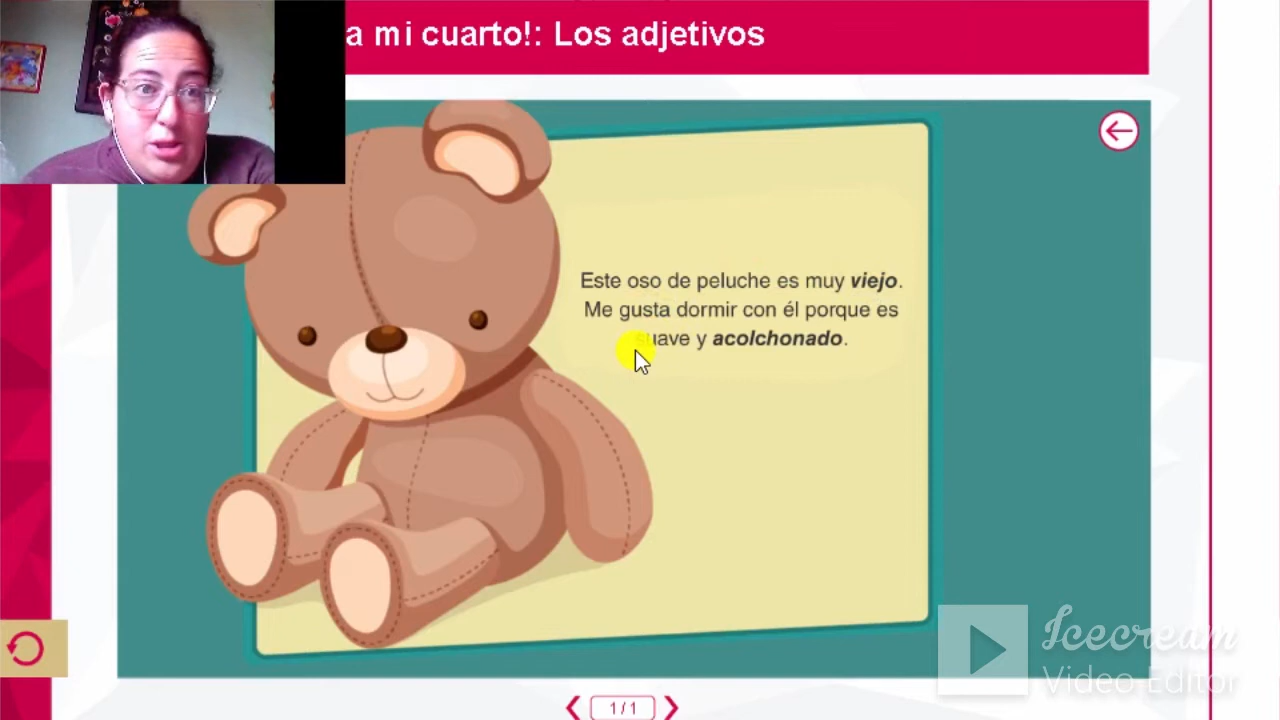 a mi cuarto!: Los adjetivos
Este oso de peluche es muy viejo.
Me gusta dormir con él porque es
suave y acolchonado.
1/1
Icecream
Video Editor